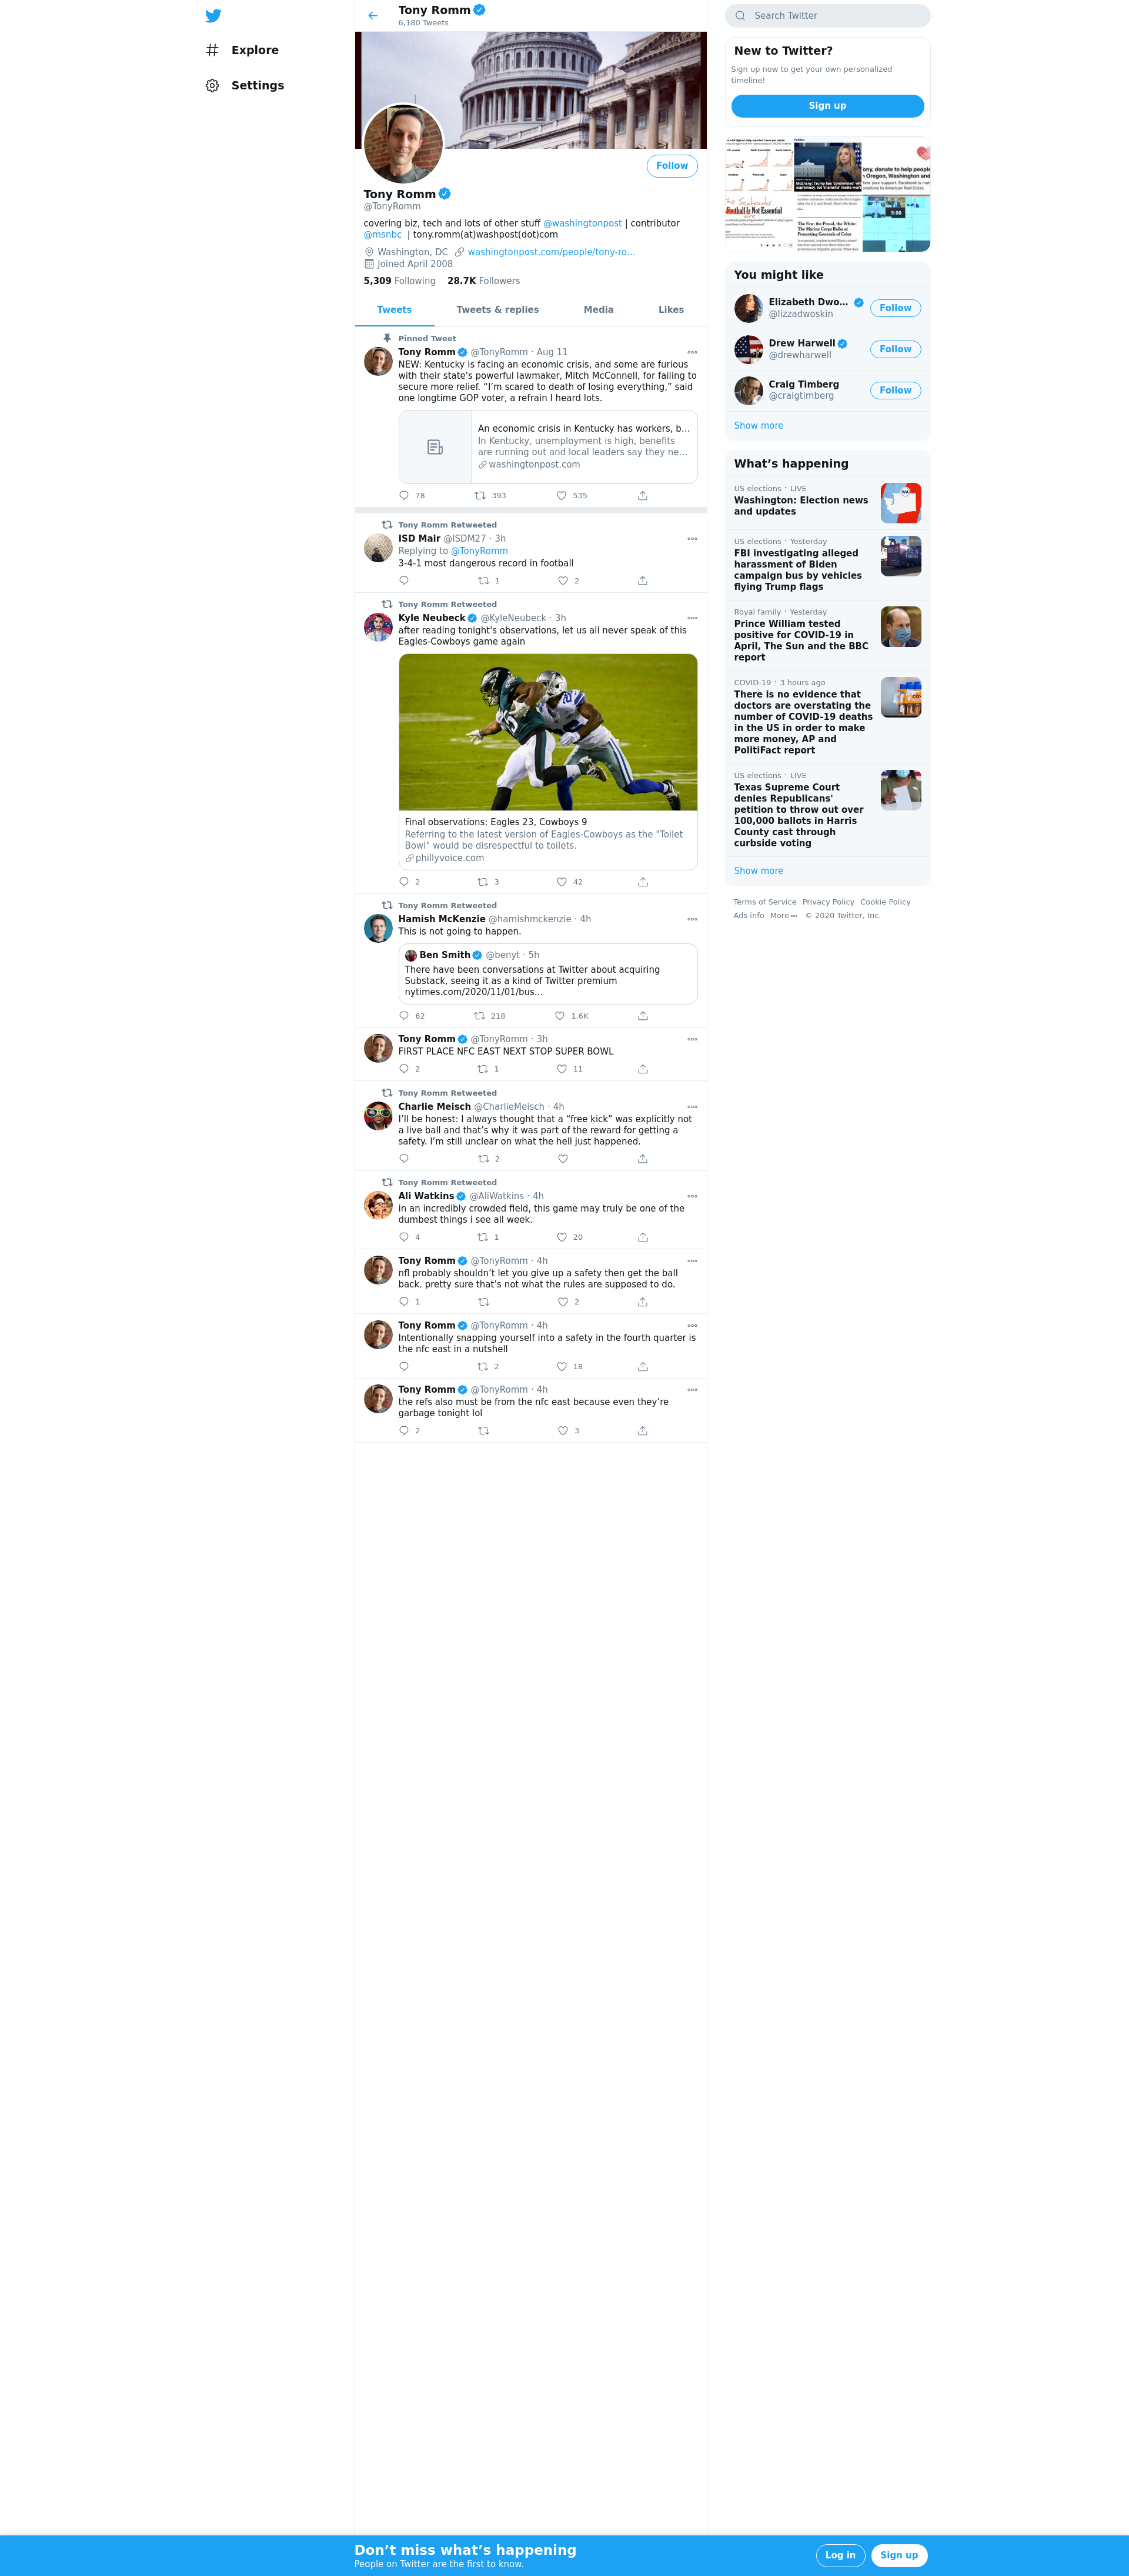 Explore
Settings
Tony Romm
6,180 Tweets
Follow
Tony Romm
@TonyRomm
covering biz, tech and lots of other stuff @washingtonpost | contributor
@msnbc | tony.romm(at)washpost(dot)com
Washington, DC washingtonpost.com/people/tony-ro…
Joined April 2008
5,309 Following 28.7K Followers
Tweets Tweets & replies Media Likes
Pinned Tweet
Tony Romm @TonyRomm · Aug 11
NEW: Kentucky is facing an economic crisis, and some are furious
with their state's powerful lawmaker, Mitch McConnell, for failing to
secure more relief. “I’m scared to death of losing everything,” said
one longtime GOP voter, a refrain I heard lots.
An economic crisis in Kentucky has workers, b…
In Kentucky, unemployment is high, benefits
are running out and local leaders say they ne…
washingtonpost.com
78 393 535
Tony Romm Retweeted
ISD Mair @ISDM27 · 3h
Replying to @TonyRomm
3-4-1 most dangerous record in football
1 2
Tony Romm Retweeted
Kyle Neubeck @KyleNeubeck · 3h
after reading tonight's observations, let us all never speak of this
Eagles-Cowboys game again
Final observations: Eagles 23, Cowboys 9
Referring to the latest version of Eagles-Cowboys as the "Toilet
Bowl" would be disrespectful to toilets.
phillyvoice.com
2 3 42
Tony Romm Retweeted
Hamish McKenzie @hamishmckenzie · 4h
This is not going to happen.
Ben Smith @benyt · 5h
There have been conversations at Twitter about acquiring
Substack, seeing it as a kind of Twitter premium
nytimes.com/2020/11/01/bus…
62 218 1.6K
Tony Romm @TonyRomm · 3h
FIRST PLACE NFC EAST NEXT STOP SUPER BOWL
2 1 11
Tony Romm Retweeted
Charlie Meisch @CharlieMeisch · 4h
I’ll be honest: I always thought that a “free kick” was explicitly not
a live ball and that’s why it was part of the reward for getting a
safety. I’m still unclear on what the hell just happened.
2
Tony Romm Retweeted
Ali Watkins @AliWatkins · 4h
in an incredibly crowded field, this game may truly be one of the
dumbest things i see all week.
4 1 20
Tony Romm @TonyRomm · 4h
nfl probably shouldn’t let you give up a safety then get the ball
back. pretty sure that’s not what the rules are supposed to do.
1 2
Tony Romm @TonyRomm · 4h
Intentionally snapping yourself into a safety in the fourth quarter is
the nfc east in a nutshell
2 18
Tony Romm @TonyRomm · 4h
the refs also must be from the nfc east because even they’re
garbage tonight lol
2 3
Search Twitter
New to Twitter?
Sign up now to get your own personalized
timeline!
Sign up
ony, donate to help people
Oregon, Washington and
Football Is Not Essential
The Few, the Proud, the White:
The Marine Corps Balks at
Promoting Generals of Color
5:00
You might like
Elizabeth Dwo…
@lizzadwoskin
Follow
Drew Harwell
@drewharwell
Follow
Craig Timberg
@craigtimberg
Follow
Show more
What’s happening
US elections · LIVE
Washington: Election news
and updates
US elections · Yesterday
FBI investigating alleged
harassment of Biden
campaign bus by vehicles
flying Trump flags
Royal family · Yesterday
Prince William tested
positive for COVID-19 in
April, The Sun and the BBC
report
COVID-19 · 3 hours ago
There is no evidence that
doctors are overstating the
number of COVID-19 deaths
in the US in order to make
more money, AP and
PolitiFact report
US elections · LIVE
Texas Supreme Court
denies Republicans'
petition to throw out over
100,000 ballots in Harris
County cast through
curbside voting
Show more
Terms of Service Privacy Policy Cookie Policy
Ads info More © 2020 Twitter, Inc.
Don’t miss what’s happening
People on Twitter are the first to know.
Log in Sign up